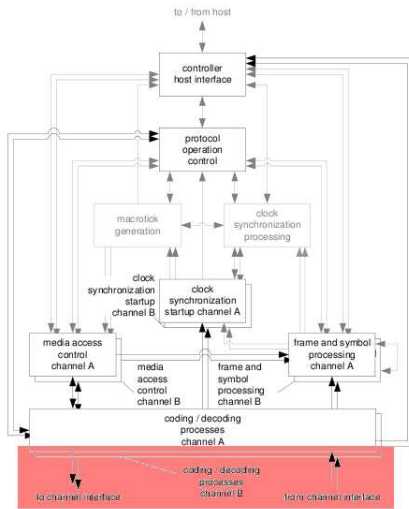 to / from host
controller
host interface
protocol
operation
control
macrotick
generation
clock
synchronization
processing
clock
synchronization
startup
channel B
clock
synchronization
startup channel A
media access
control
channel A
media
access
control
channel B
frame and
symbol
processing
channel B
frame and symbol
processing
channel A
coding / decoding
processes
channel A
coding / decoding
processes
channel B
to channel interface
from channel interface